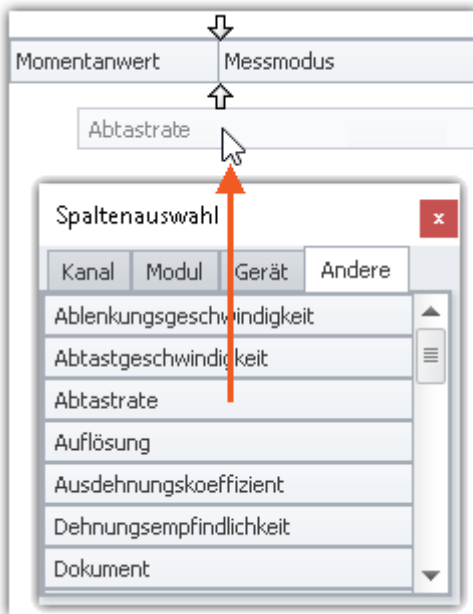 Momentanwert Messmodus
Abtastrate
Spaltenauswahl x
Kanal Modul Gerät Andere
Ablenkungsgeschwindigkeit
Abtastgeschwindigkeit
Abtastrate
Auflösung
Ausdehnungskoeffizient
Dehnungsempfindlichkeit
Dokument